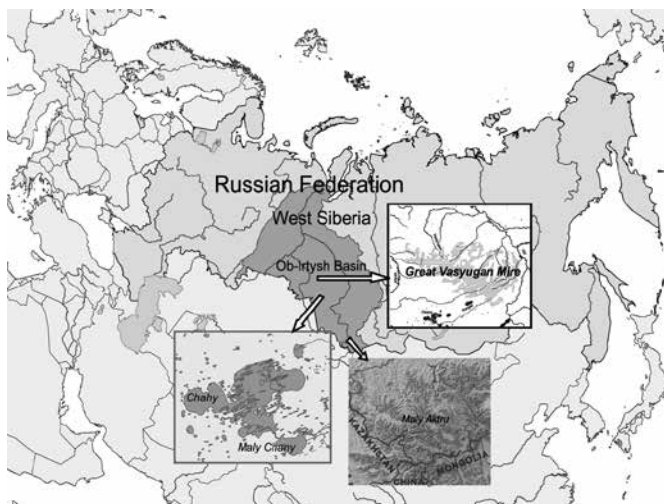 Russian Federation
West Siberia
Ob-Irtysh Basin
Great Vasyugan Mire
Chany
Maly Chany
Maly Aktru
KAZAKHSTAN
MONGOLIA
CHINA